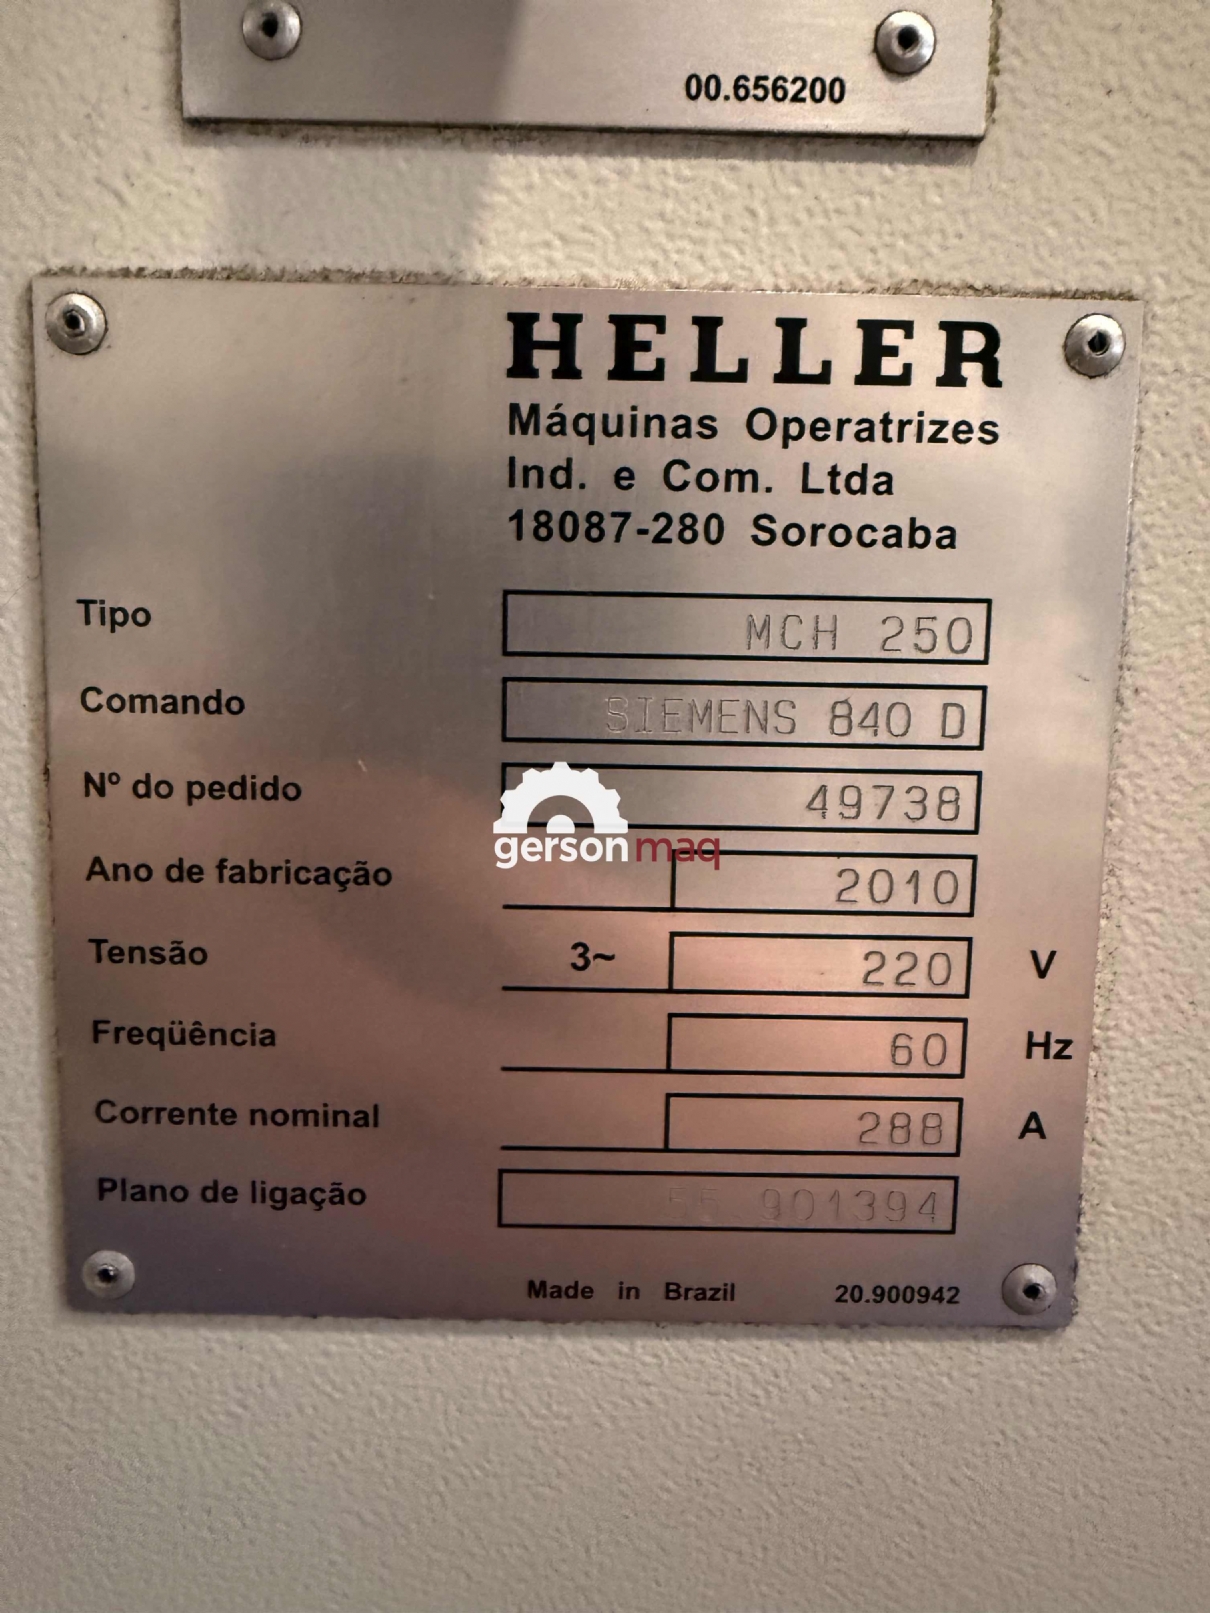 00.656200
HELLER
Máquinas Operatrizes
Ind. e Com. Ltda
18087-280 Sorocaba
Tipo MCH 250
Comando SIEMENS 840 D
Nº do pedido 49738
gersonmaq
Ano de fabricação 2010
Tensão 3~ 220 V
Freqüência 60 Hz
Corrente nominal 288 A
Plano de ligação 901394
Made in Brazil 20.900942